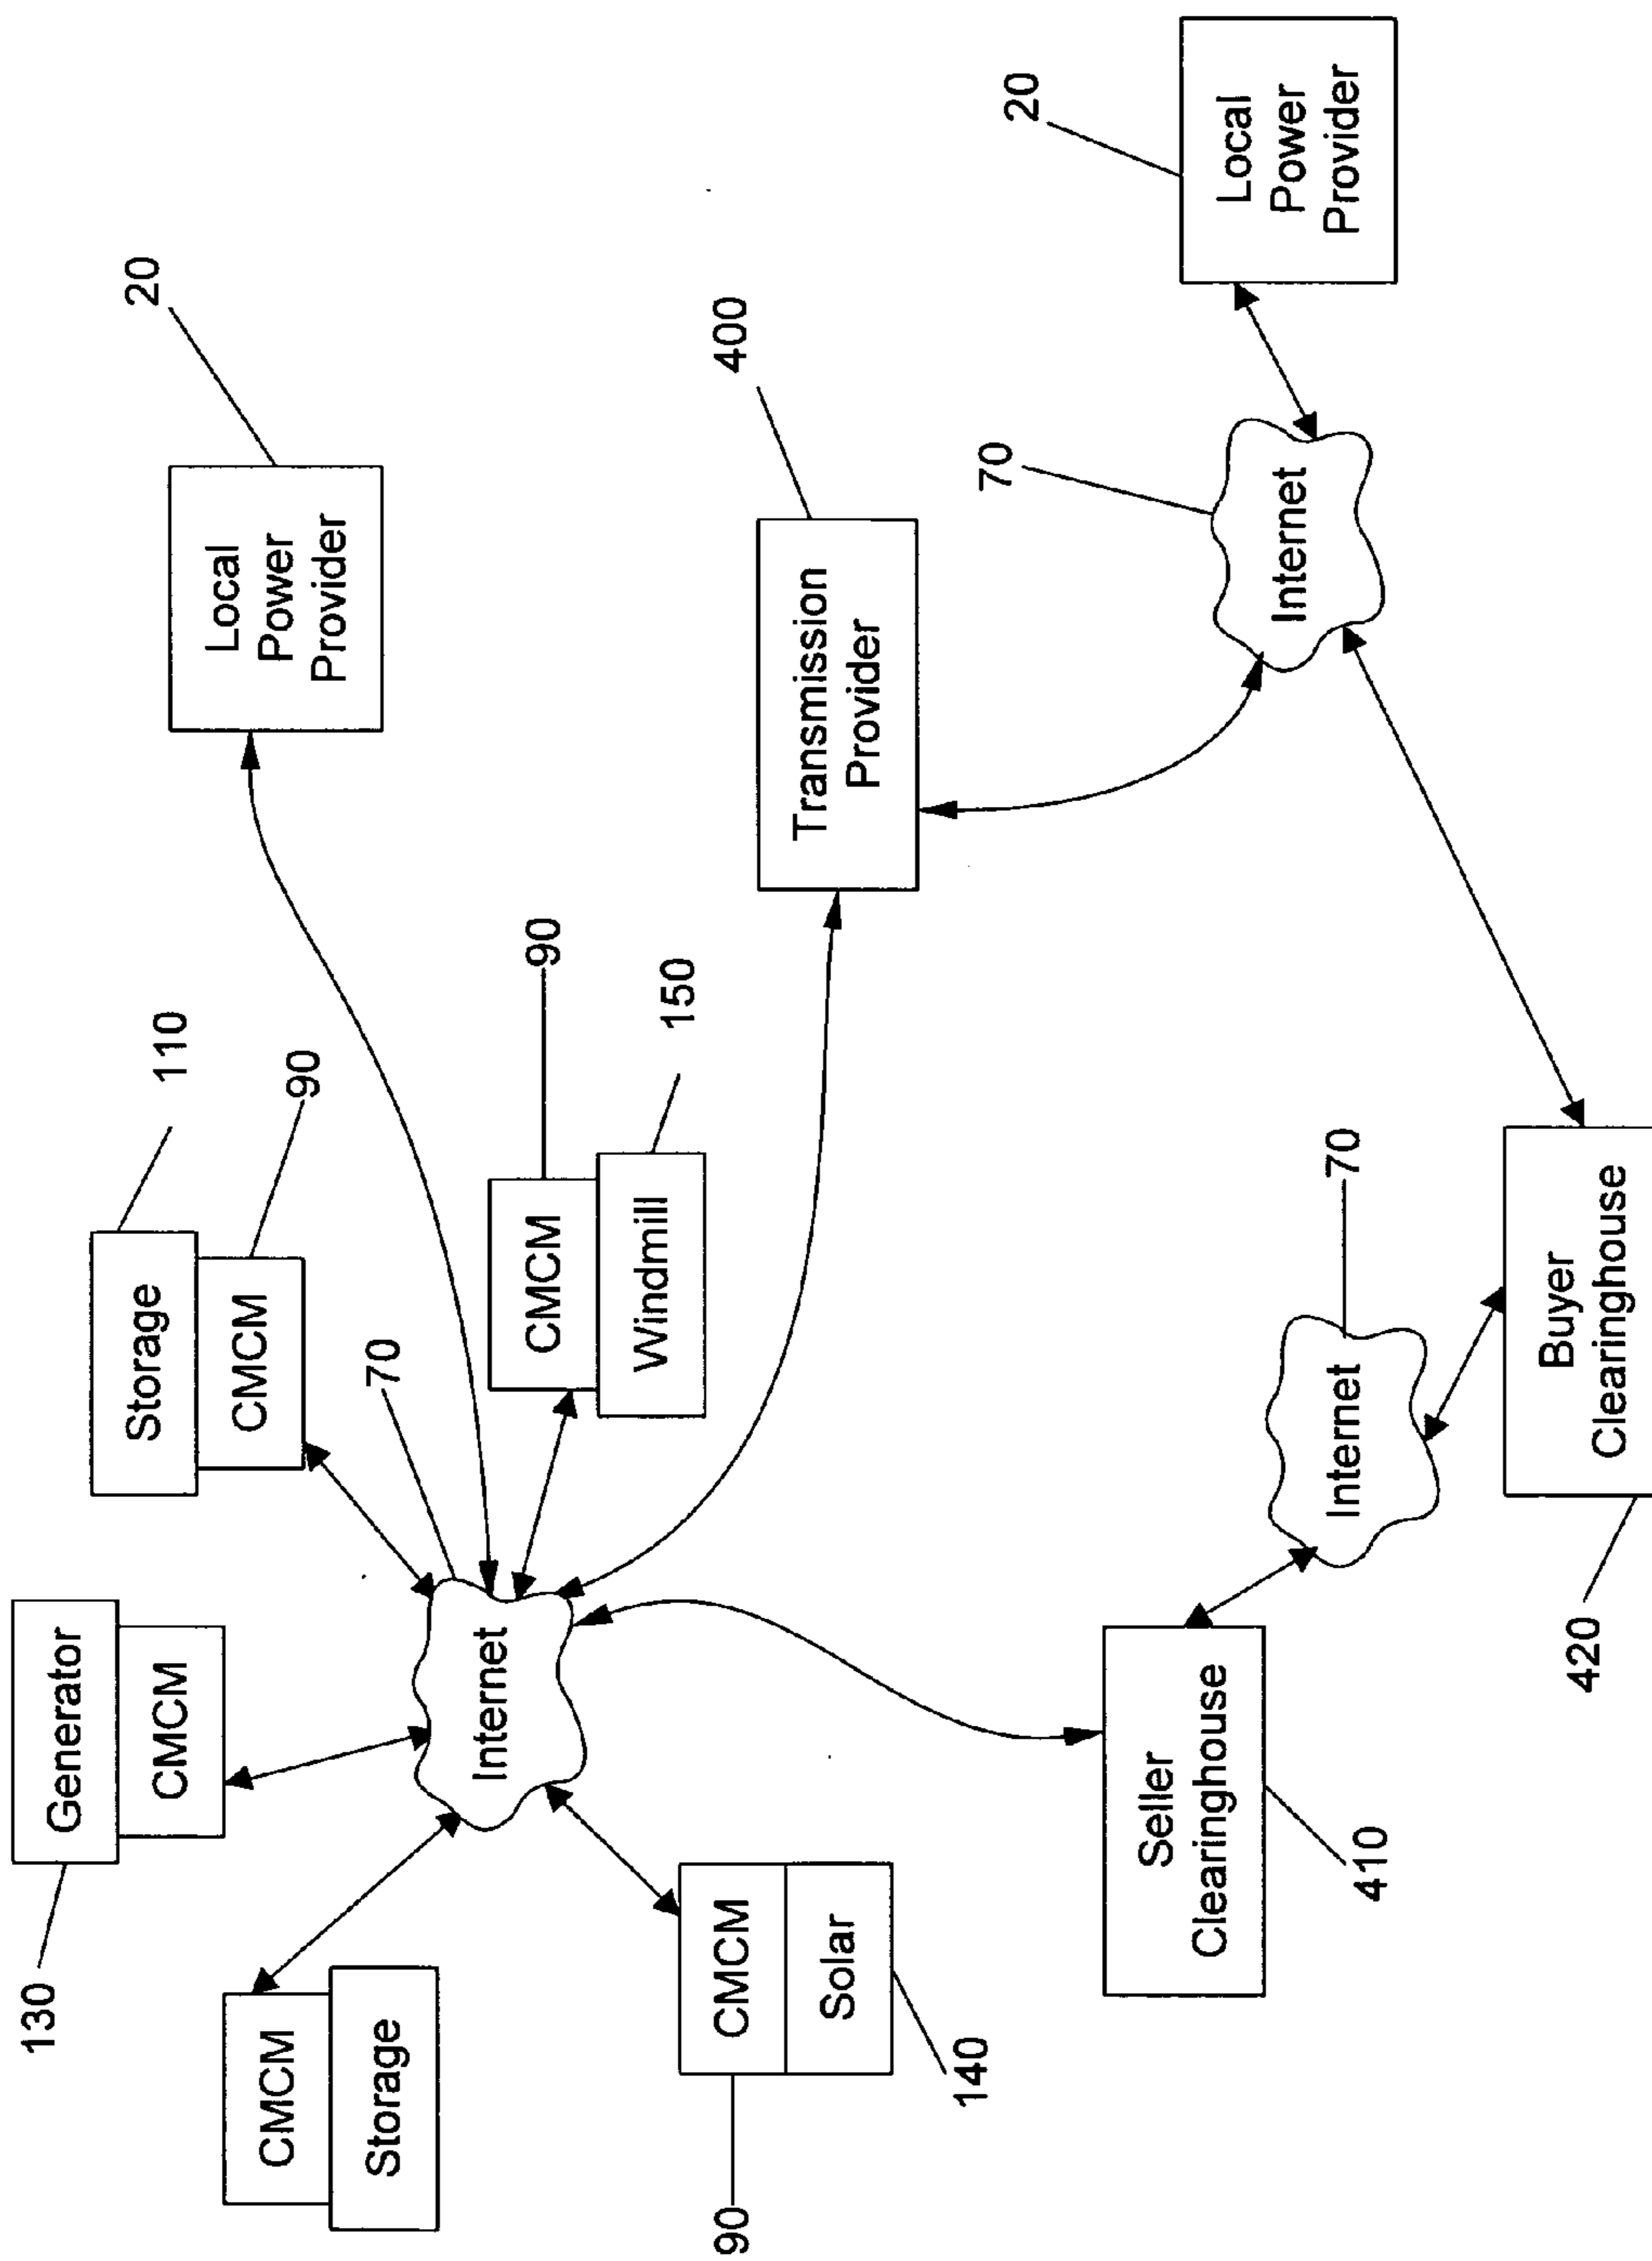 130
Generator
CMCM
Storage
CMCM
110
90
CMCM
Storage
Internet
70
20
Local
Power
Provider
CMCM
Windmill
90
150
90
CMCM
Solar
140
400
Transmission
Provider
Seller
Clearinghouse
410
Internet
70
70
Internet
20
Local
Power
Provider
Buyer
Clearinghouse
420